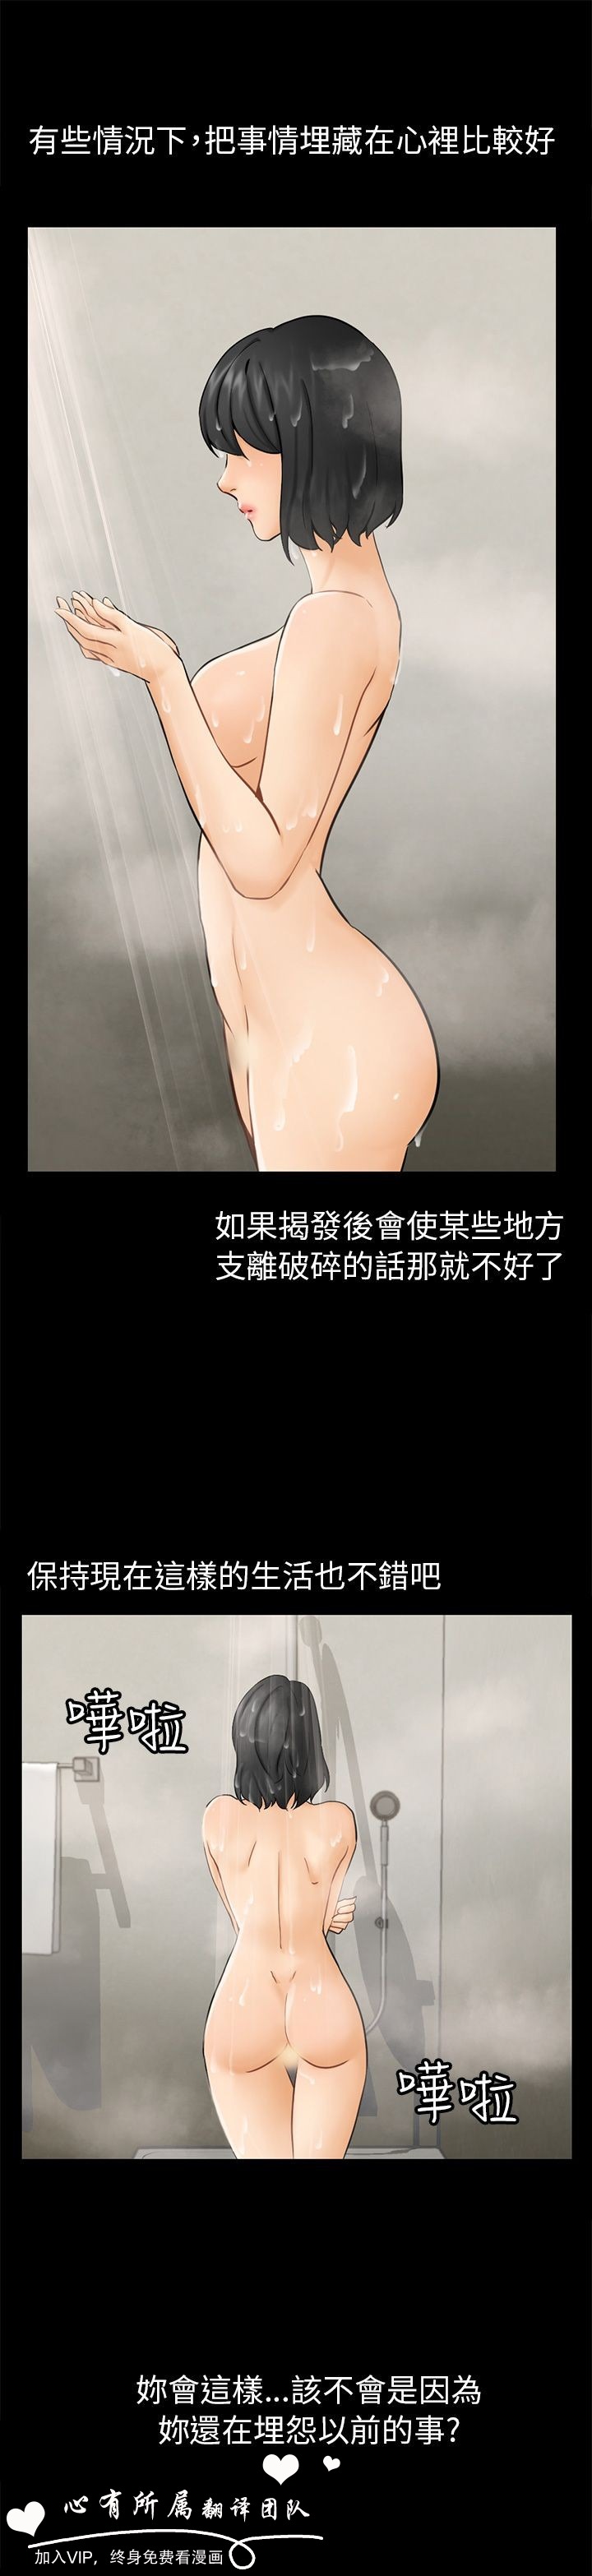 有些情況下，把事情埋藏在心裡比較好
如果揭發後會使某些地方
支離破碎的話那就不好了
保持現在這樣的生活也不錯吧
嘩啦
嘩啦
妳會這樣...該不會是因為
妳還在埋怨以前的事?
心有所属翻译团队
加入VIP，终身免费看漫画